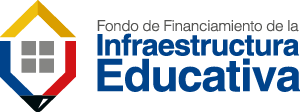 Fondo de Financiamiento de la
Infraestructura
Educativa